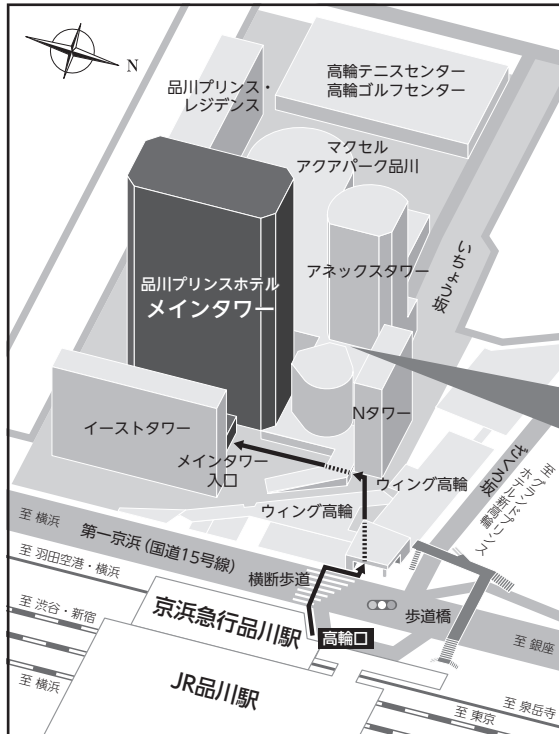 N
高輪テニスセンター
高輪ゴルフセンター
品川プリンス・
レジデンス
マクセル
アクアパーク品川
いちょう坂
アネックスタワー
品川プリンスホテル
メインタワー
Nタワー
イーストタワー
メインタワー
入口
ざくろ坂
至 グランドプリンス
ホテル新高輪
ウィング高輪
ウィング高輪
至 横浜
第一京浜 (国道15号線)
至 羽田空港・横浜
横断歩道
歩道橋
至 渋谷・新宿
京浜急行品川駅
高輪口
至 銀座
至 横浜
JR品川駅
至 東京
至 泉岳寺